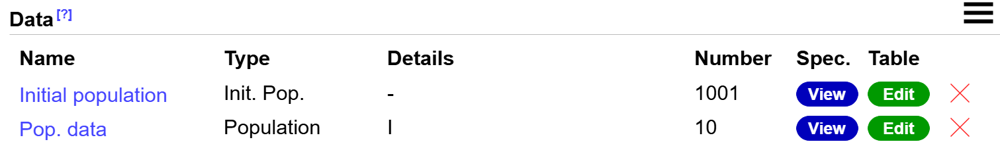 Data [?]
Name Type Details Number Spec. Table
Initial population Init. Pop. - 1001 View Edit
Pop. data Population I 10 View Edit